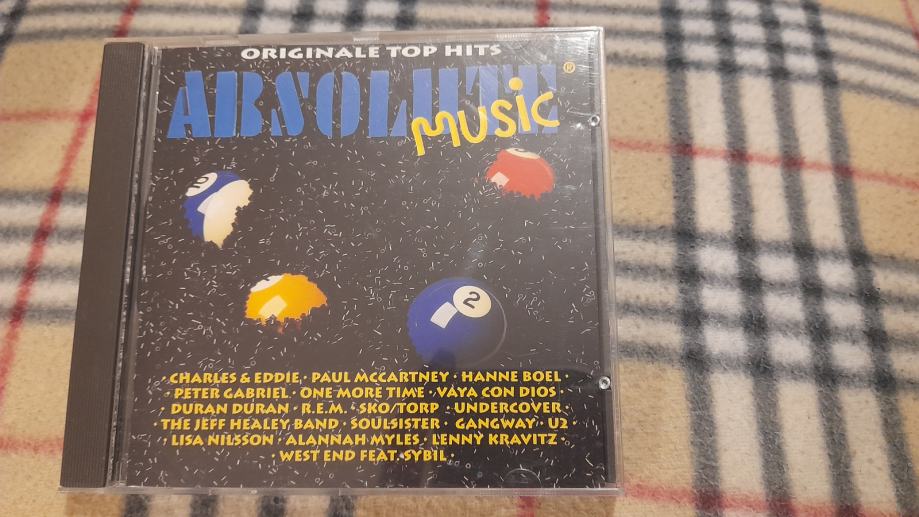 ORIGINALE TOP HITS
ABSOLUTE ®
MUSIC
10
2
· CHARLES & EDDIE · PAUL MCCARTNEY · HANNE BOEL ·
· PETER GABRIEL · ONE MORE TIME · VAYA CON DIOS ·
DURAN DURAN · R.E.M. · SKO/TORP · UNDERCOVER ·
· THE JEFF HEALEY BAND · SOULSISTER · GANGWAY · U2 ·
· LISA NILSSON · ALANNAH MYLES · LENNY KRAVITZ ·
· WEST END FEAT. SYBIL ·